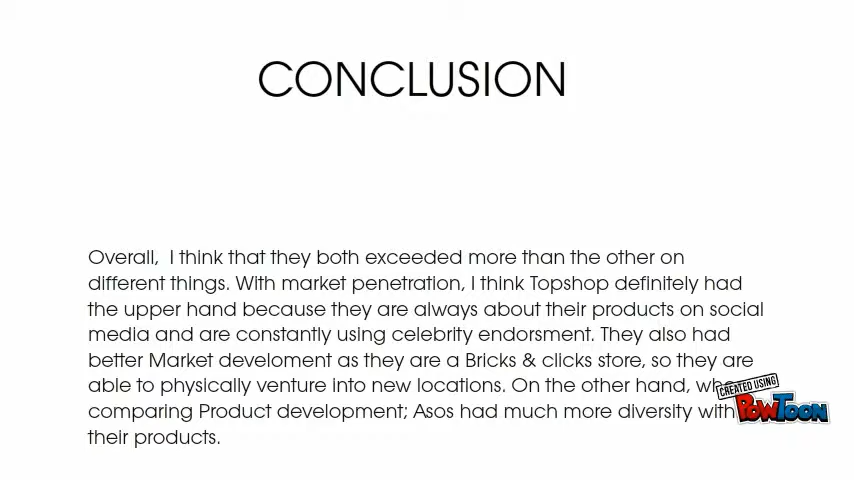 CONCLUSION
Overall,  I think that they both exceeded more than the other on
different things. With market penetration, I think Topshop definitely had
the upper hand because they are always about their products on social
media and are constantly using celebrity endorsment. They also had
better Market develoment as they are a Bricks & clicks store, so they are
able to physically venture into new locations. On the other hand,
comparing Product development; Asos had much more diversity with
their products.
CREATED USING
PowToon